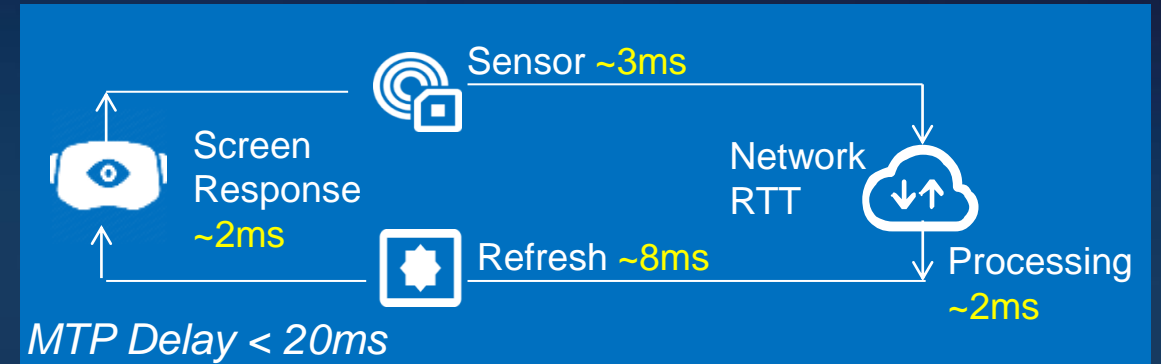 Sensor ~3ms
Screen
Response
~2ms
Network
RTT
Refresh ~8ms
Processing
~2ms
MTP Delay < 20ms